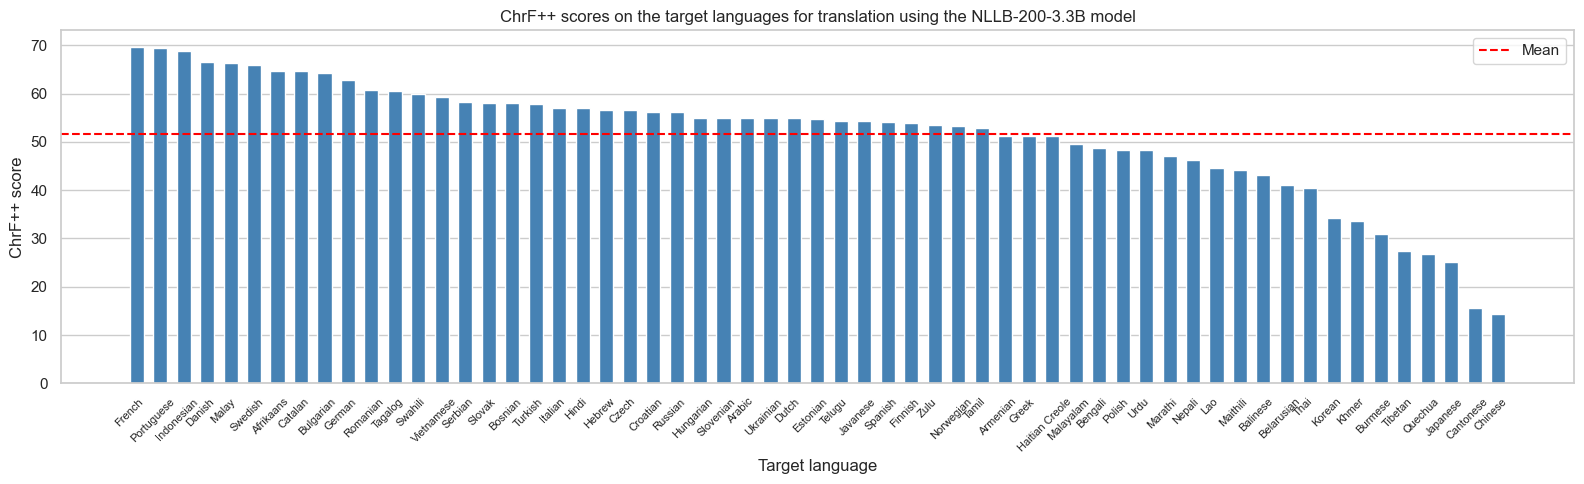 ChrF++ scores on the target languages for translation using the NLLB-200-3.3B model
Mean
ChrF++ score
70
60
50
40
30
20
10
0
French
Portuguese
Indonesian
Danish
Malay
Swedish
Afrikaans
Catalan
Bulgarian
German
Romanian
Tagalog
Swahili
Vietnamese
Serbian
Slovak
Bosnian
Turkish
Italian
Hindi
Hebrew
Czech
Croatian
Russian
Hungarian
Slovenian
Arabic
Ukrainian
Dutch
Estonian
Telugu
Javanese
Spanish
Finnish
Zulu
Norwegian
Tamil
Armenian
Greek
Haitian Creole
Malayalam
Bengali
Polish
Urdu
Marathi
Nepali
Lao
Maithili
Balinese
Belarusian
Thai
Korean
Khmer
Burmese
Tibetan
Quechua
Japanese
Cantonese
Chinese
Target language